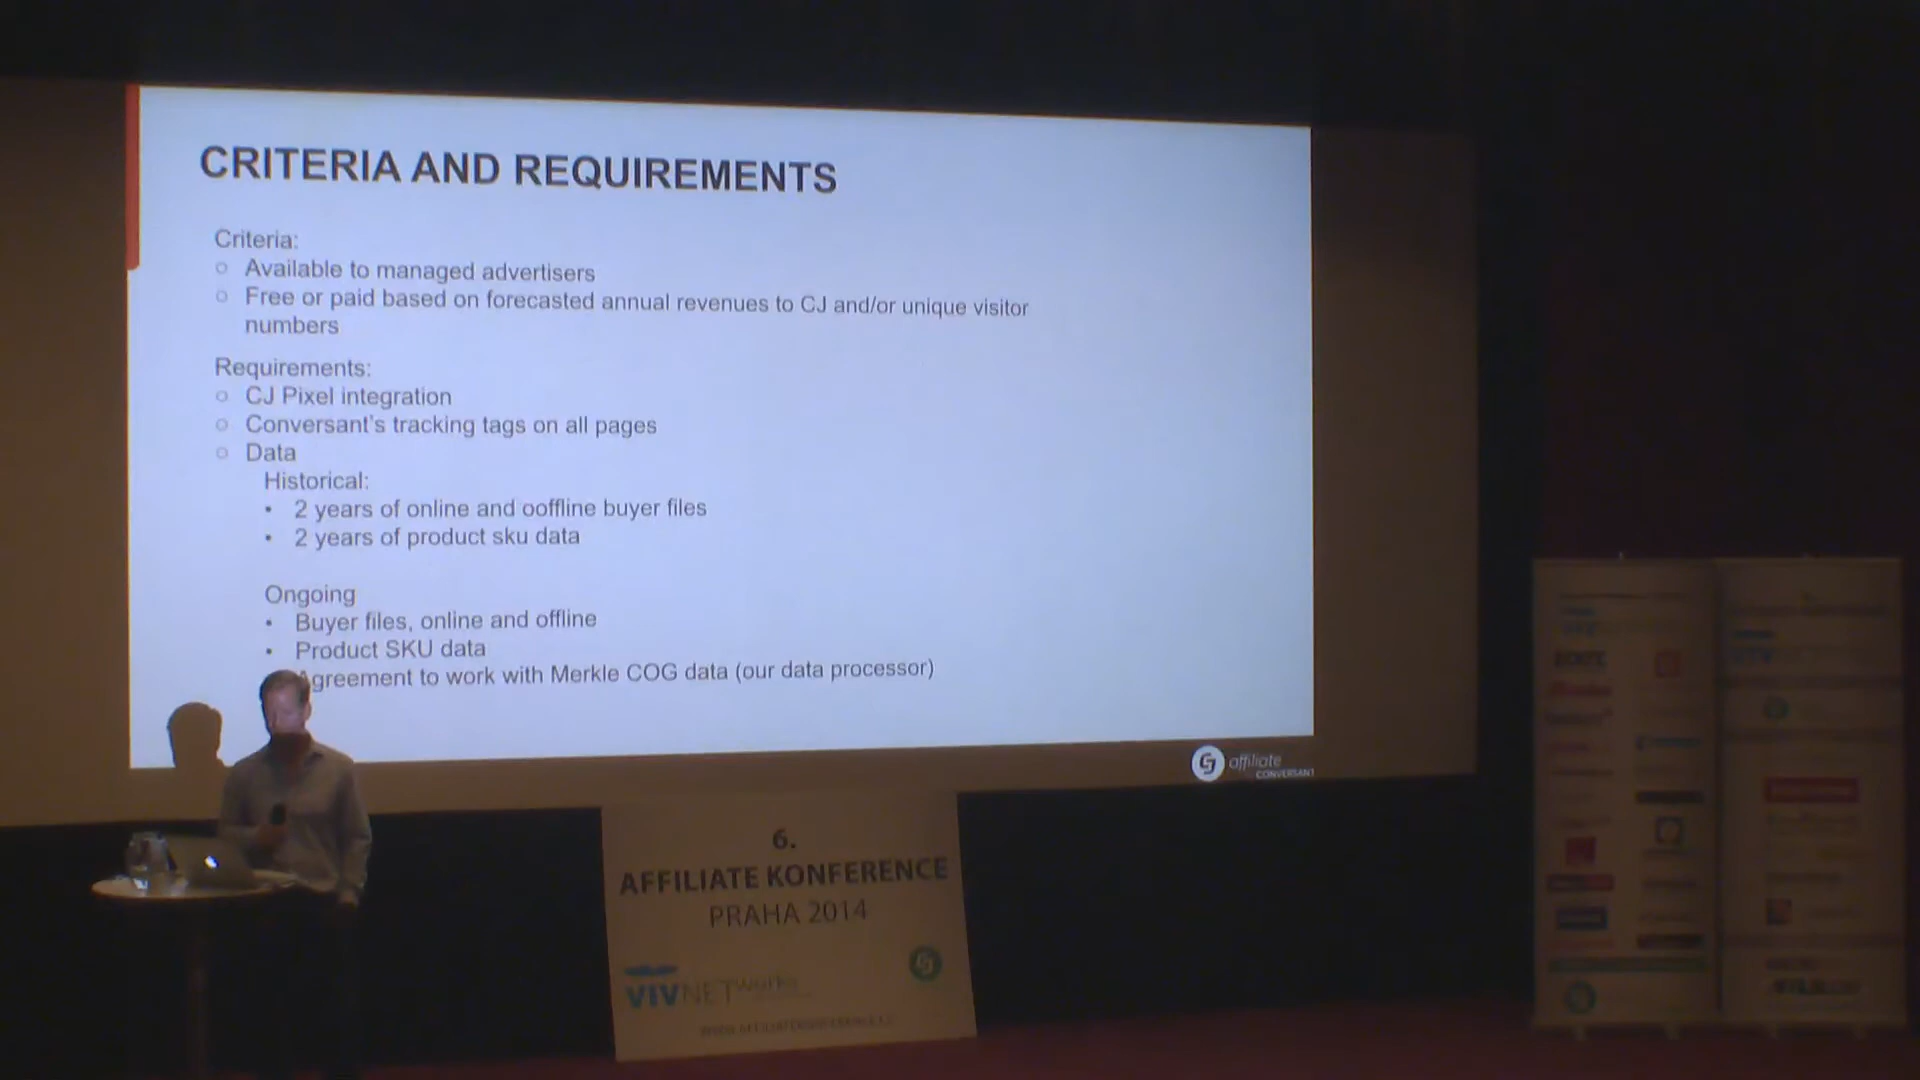 CRITERIA AND REQUIREMENTS
Criteria:
Available to managed advertisers
Free or paid based on forecasted annual revenues to CJ and/or unique visitor
numbers
Requirements:
CJ Pixel integration
Conversant's tracking tags on all pages
Data
Historical:
2 years of online and ooffline buyer files
2 years of product sku data
Ongoing
Buyer files, online and offline
Product SKU data
Agreement to work with Merkle COG data (our data processor)
affiliate
CONVERSANT
6.
AFFILIATE KONFERENCE
PRAHA 2014
VIVNETworks